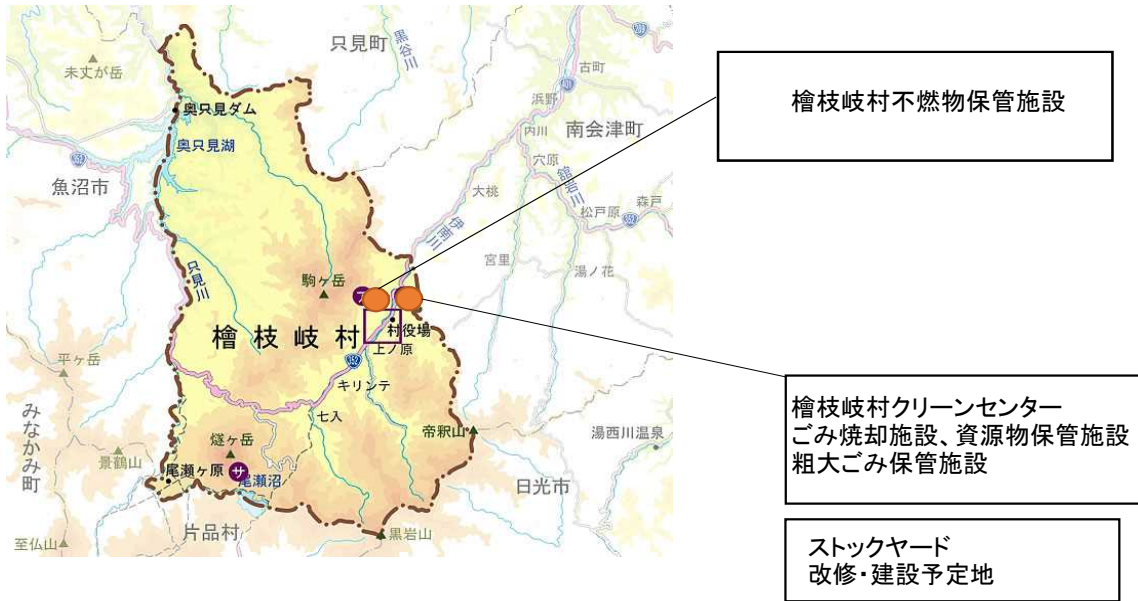 只見町
黒谷川
289
未丈が岳
古町
401
浜野
奥只見ダム
内川
南会津町
奥只見湖
352
穴原
舘岩川
魚沼市
大桃
伊南川
松戸原
森戸
352
宮里
只見川
駒ヶ岳
湯ノ花
ア
檜枝岐村
村役場
上ノ原
352
平ヶ岳
キリンテ
七入
帝釈山
みなかみ町
燧ヶ岳
湯西川温泉
景鶴山
尾瀬ヶ原
サ
尾瀬沼
日光市
片品村
黒岩山
至仏山
檜枝岐村不燃物保管施設
檜枝岐村クリーンセンター
ごみ焼却施設、資源物保管施設
粗大ごみ保管施設
ストックヤード
改修・建設予定地